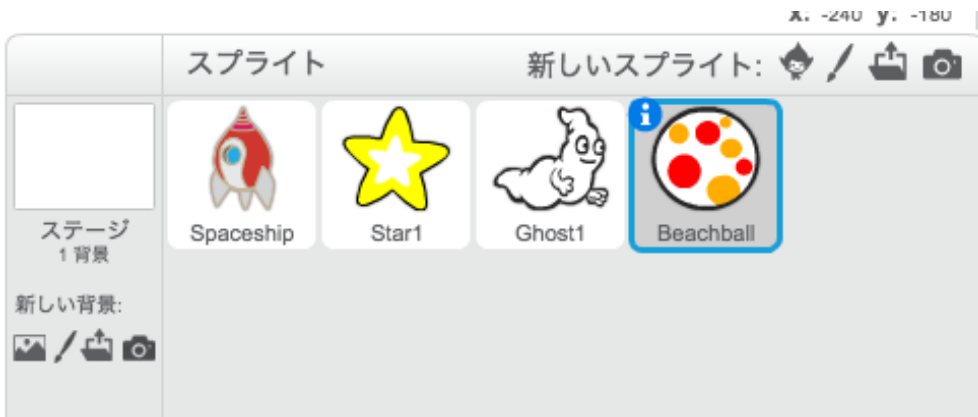 x: -240 y: -180
スプライト
新しいスプライト:
Spaceship
Star1
Ghost1
Beachball
ステージ
1 背景
新しい背景: